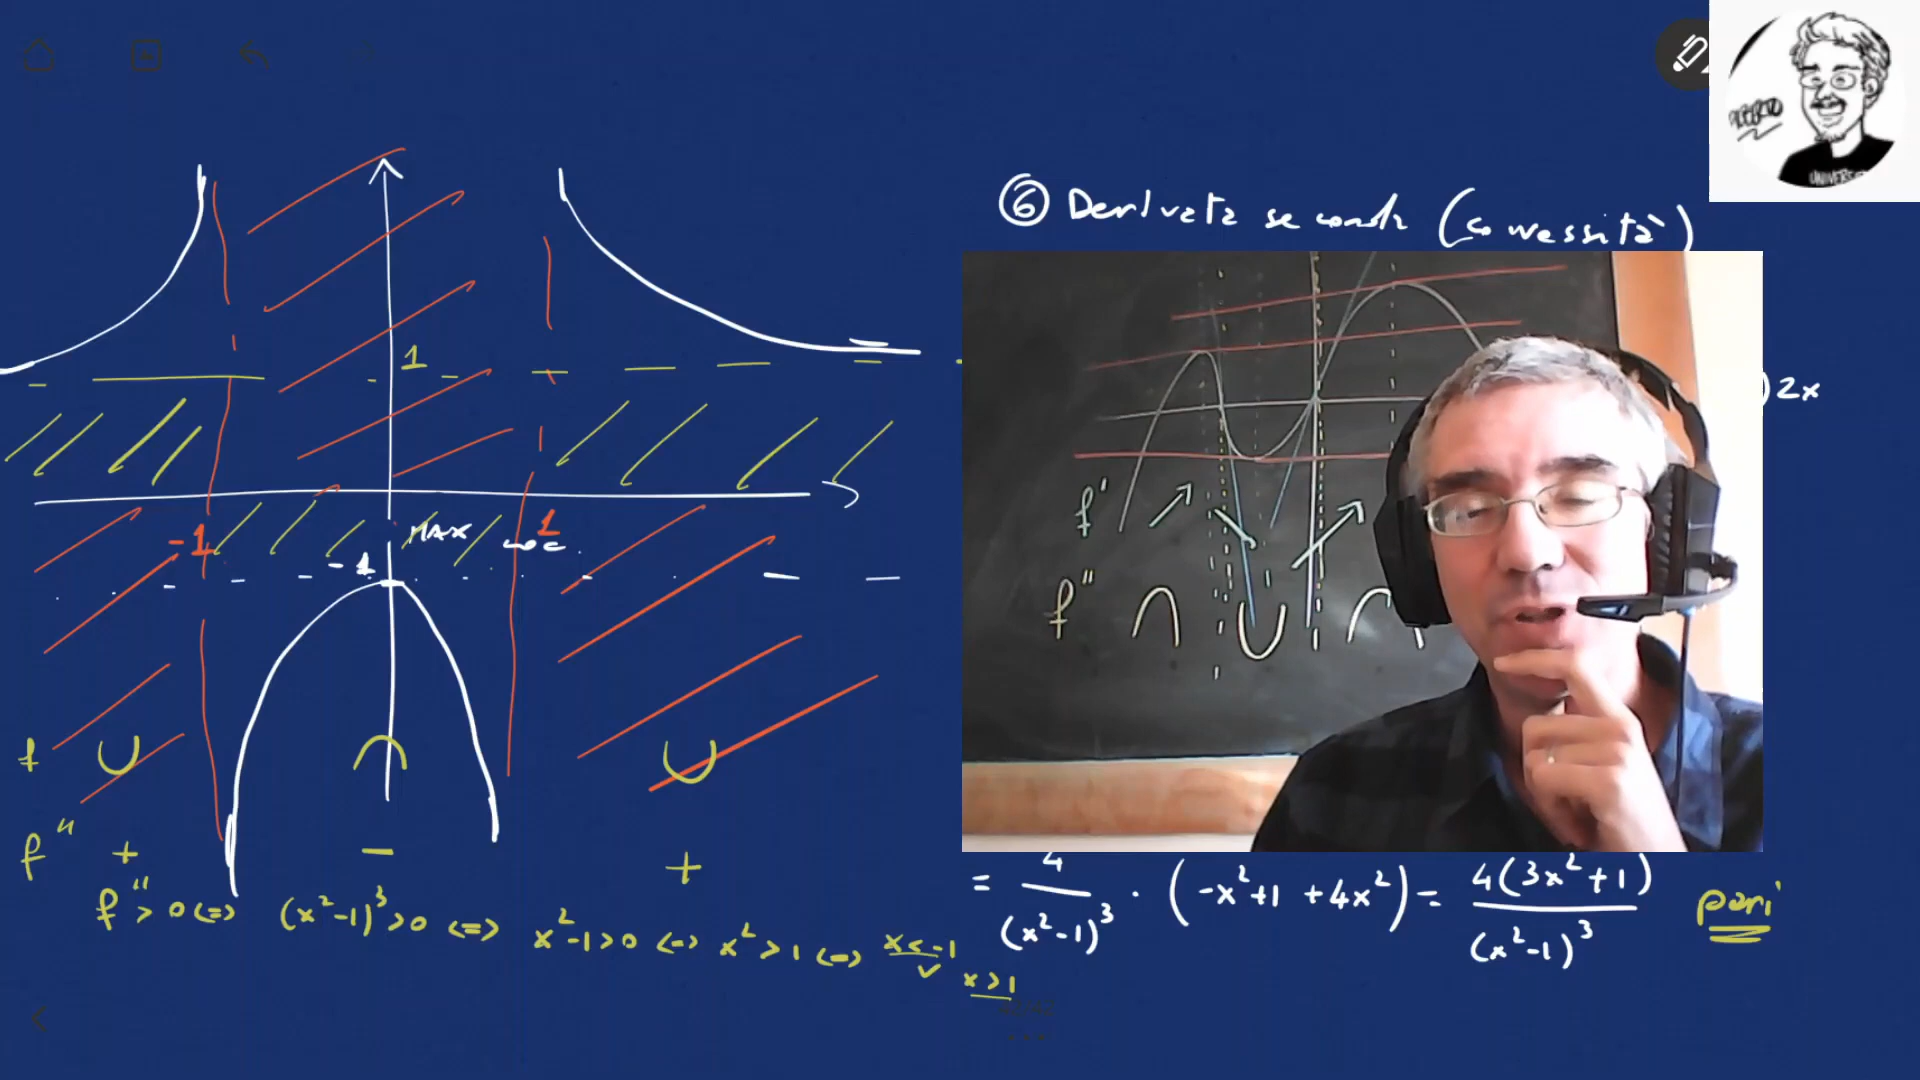 ⑥ Derivata seconda (convessità)
)2x
1
-1
1
MAX LOC.
-1
f'
f''
f ∪ ∩ ∪
f'' + − +
f''>0 <=> (x²-1)³>0 <=> x²-1>0 <=> x²>1 <=> x<-1 ∨
x>1
= 4/(x²-1)³ · (-x²+1+4x²) = 4(3x²+1)/(x²-1)³ pari